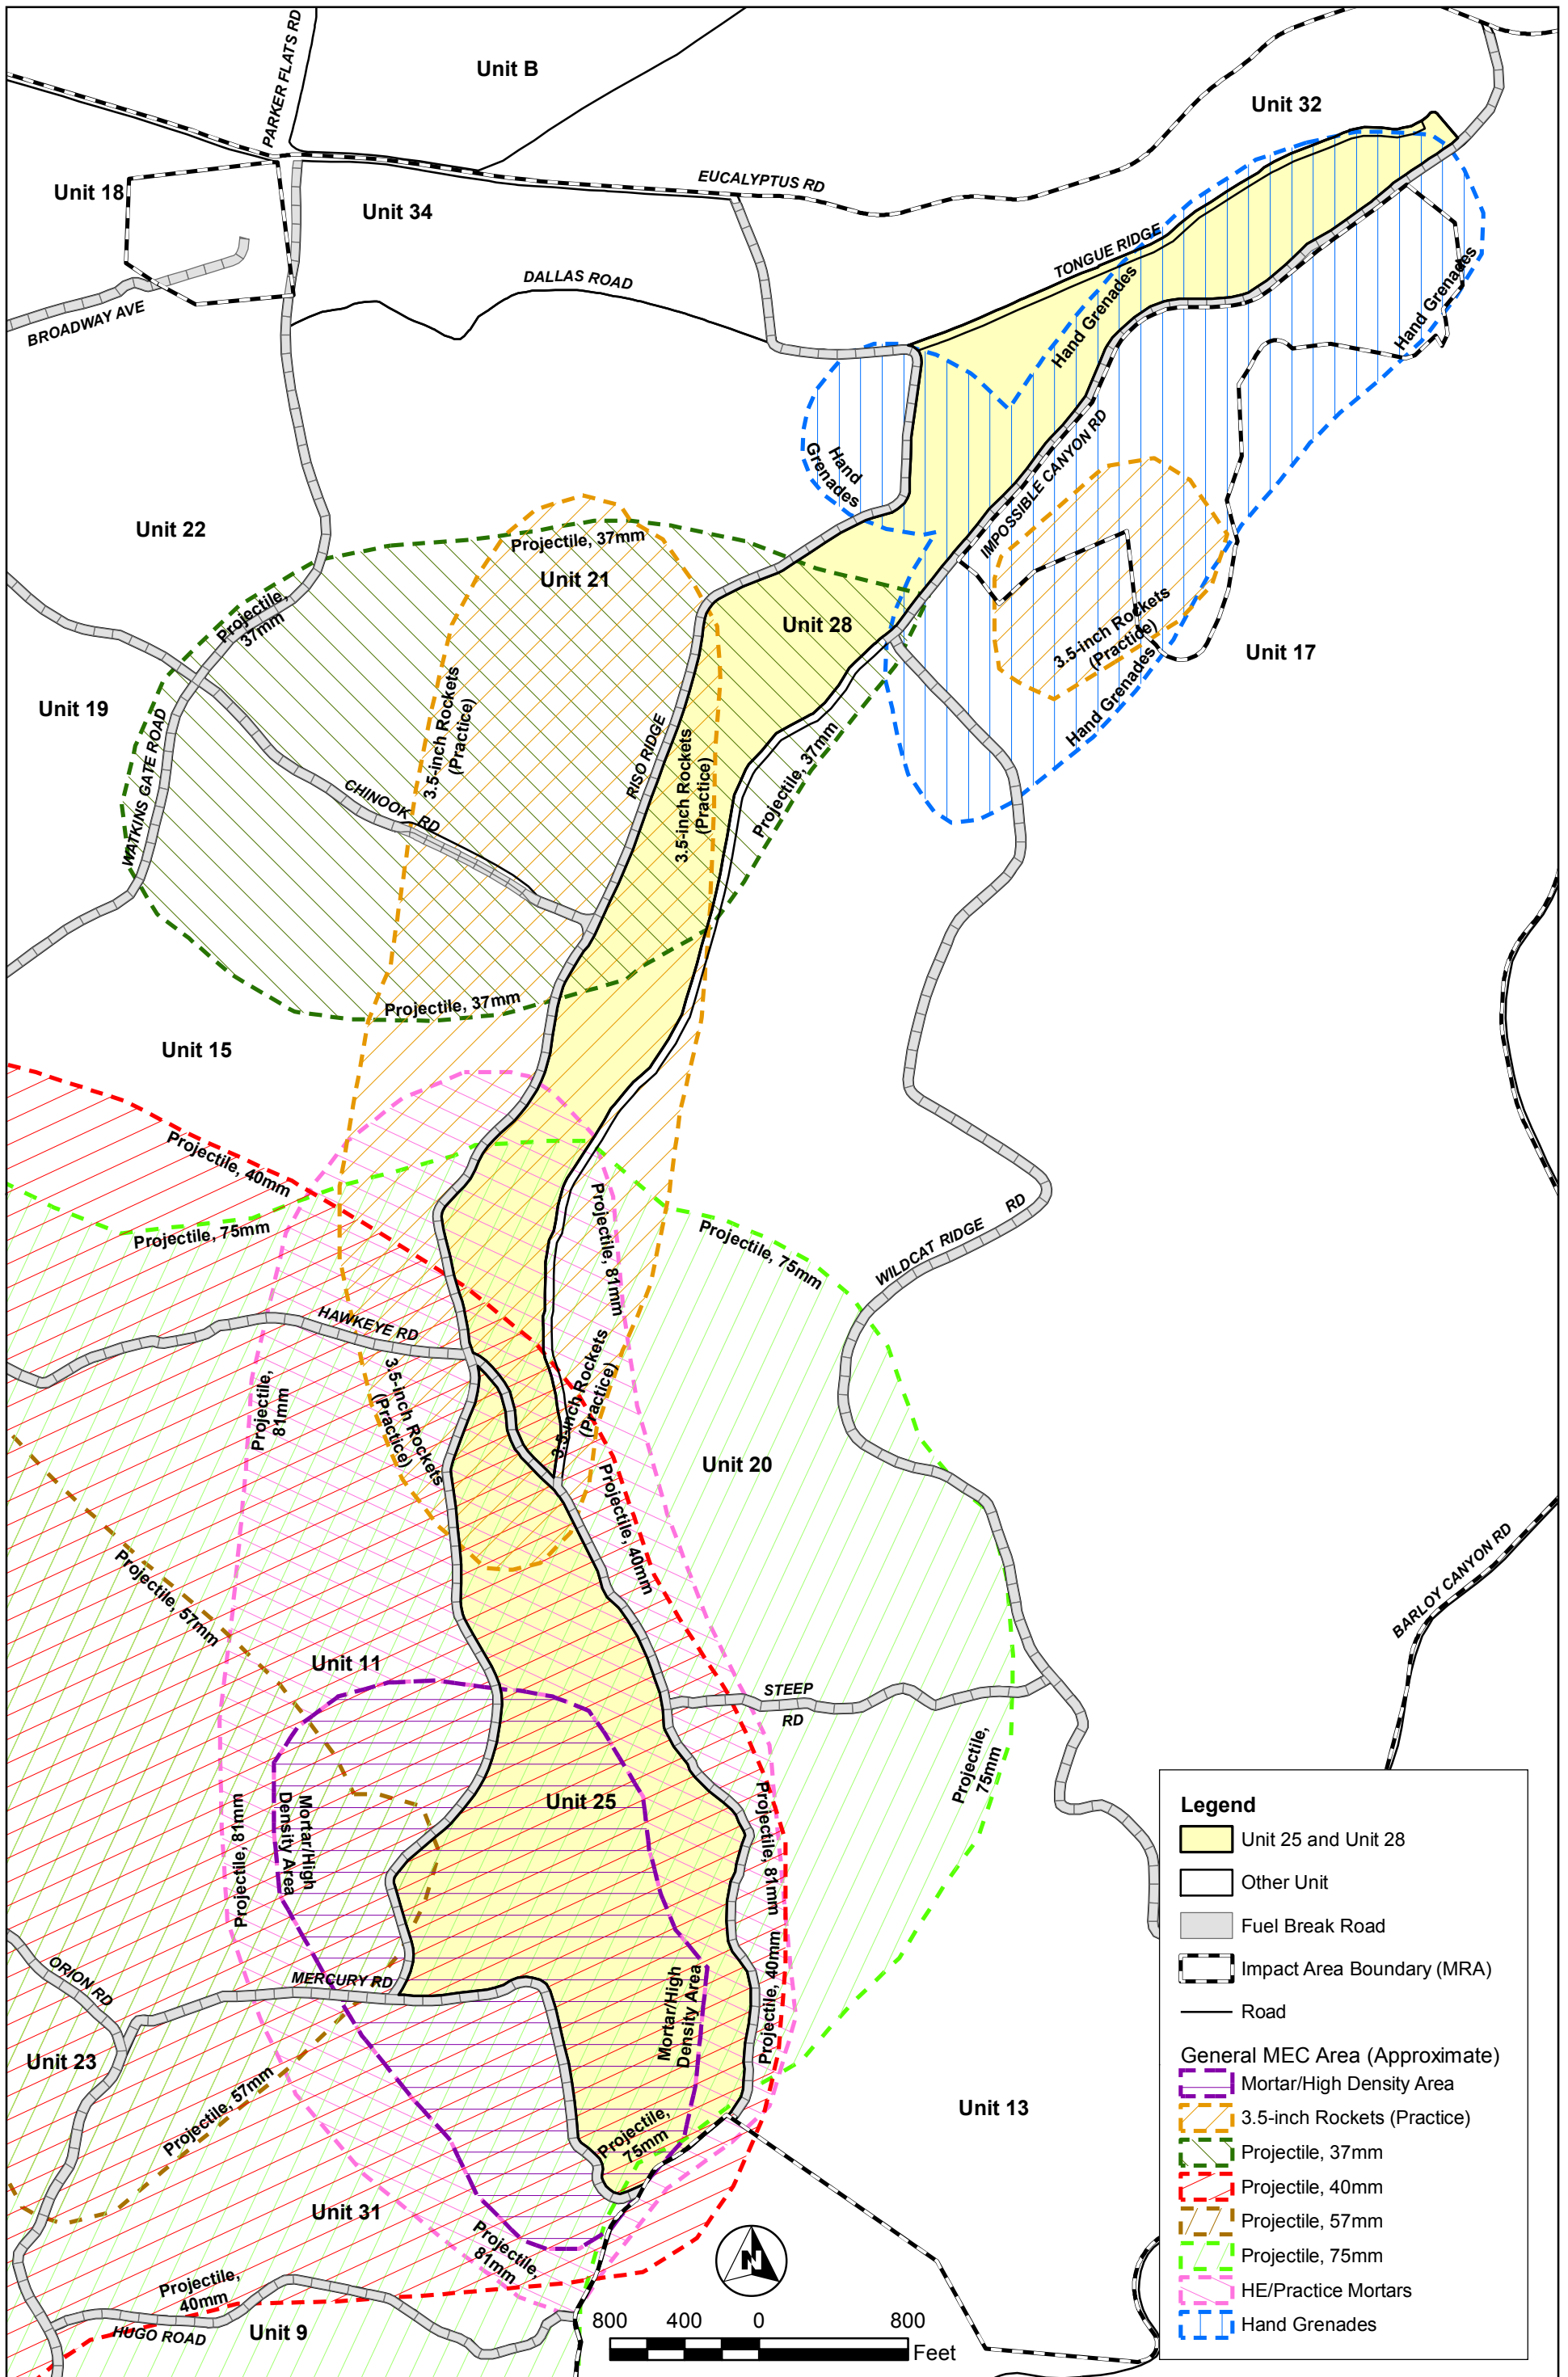 PARKER FLATS RD
Unit B
Unit 32
Unit 18
EUCALYPTUS RD
Unit 34
TONGUE RIDGE
DALLAS ROAD
Hand Grenades
Hand Grenades
BROADWAY AVE
Hand
Grenades
IMPOSSIBLE CANYON RD
Unit 22
Projectile, 37mm
Unit 21
Projectile,
37mm
Unit 28
3.5-inch Rockets
(Practice)
Unit 17
Hand Grenades
Unit 19
3.5-inch Rockets
(Practice)
RISO RIDGE
3.5-inch Rockets
(Practice)
Projectile, 37mm
WATKINS GATE ROAD
CHINOOK RD
Projectile, 37mm
Unit 15
Projectile, 40mm
Projectile, 75mm
Projectile, 81mm
Projectile, 75mm
WILDCAT RIDGE RD
HAWKEYE RD
3.5-inch Rockets
(Practice)
3.5-inch Rockets
(Practice)
Projectile,
81mm
Unit 20
Projectile, 40mm
Projectile, 57mm
BARLOY CANYON RD
Unit 11
STEEP
RD
Projectile,
75mm
Unit 25
Projectile, 81mm
Mortar/High
Density Area
Projectile, 81mm
ORION RD
MERCURY RD
Mortar/High
Density Area
Projectile, 40mm
Unit 23
Projectile, 57mm
Unit 13
Projectile,
75mm
Unit 31
Projectile,
81mm
Projectile,
40mm
HUGO ROAD
Unit 9
N
800 400 0 800
Feet
Legend
Unit 25 and Unit 28
Other Unit
Fuel Break Road
Impact Area Boundary (MRA)
Road
General MEC Area (Approximate)
Mortar/High Density Area
3.5-inch Rockets (Practice)
Projectile, 37mm
Projectile, 40mm
Projectile, 57mm
Projectile, 75mm
HE/Practice Mortars
Hand Grenades